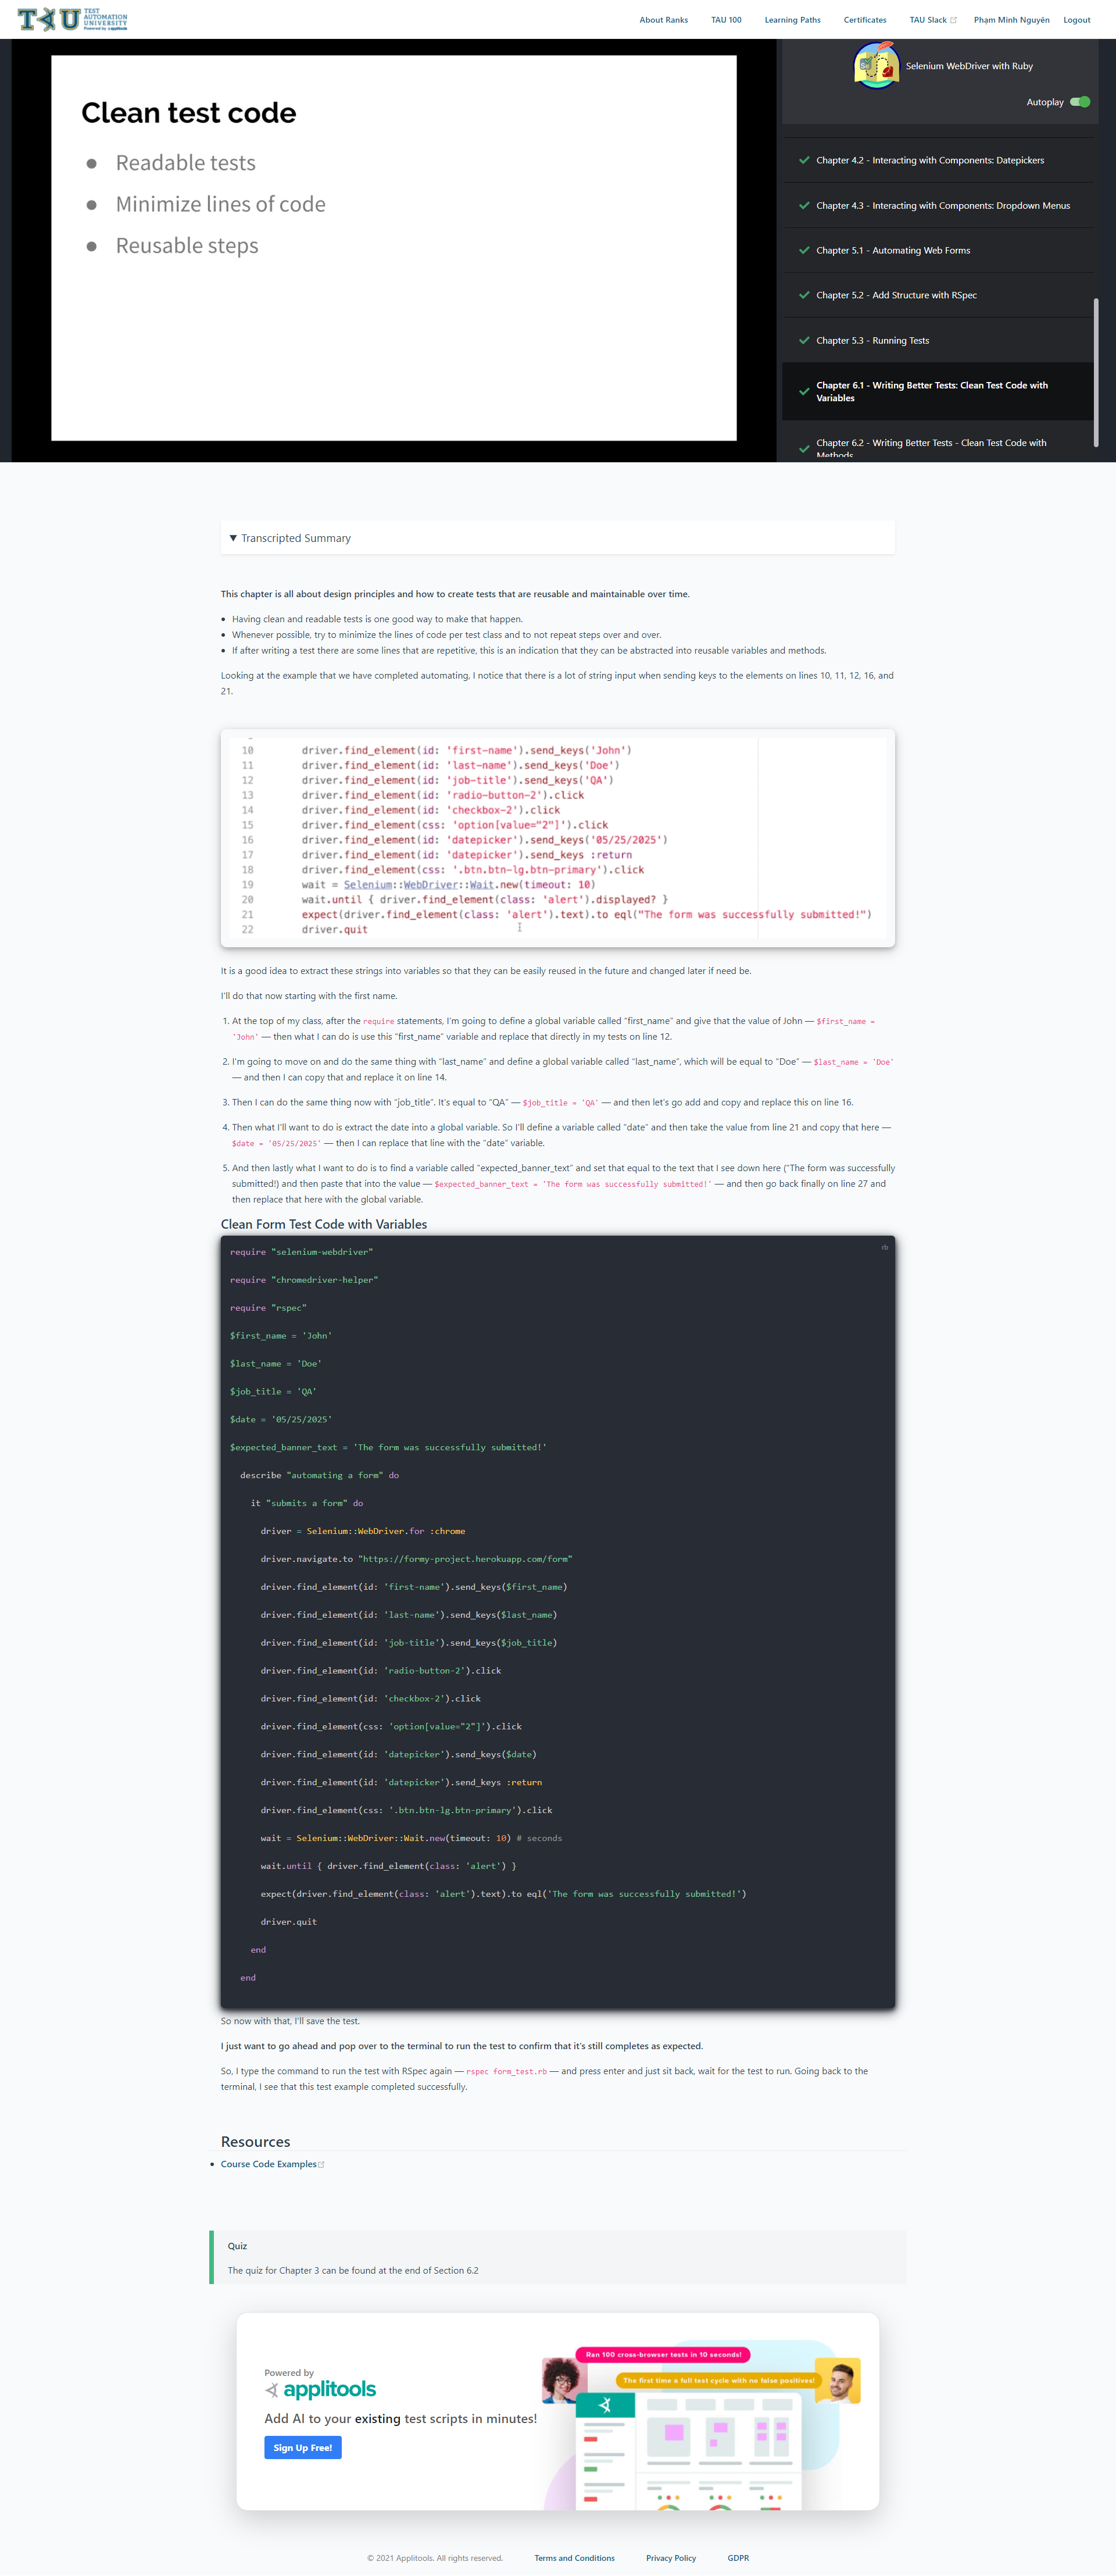 TAU TEST AUTOMATION UNIVERSITY Powered by applitools
About Ranks TAU 100 Learning Paths Certificates TAU Slack Phạm Minh Nguyên Logout
Clean test code
● Readable tests
● Minimize lines of code
● Reusable steps
Selenium WebDriver with Ruby
Autoplay
Chapter 4.2 - Interacting with Components: Datepickers
Chapter 4.3 - Interacting with Components: Dropdown Menus
Chapter 5.1 - Automating Web Forms
Chapter 5.2 - Add Structure with RSpec
Chapter 5.3 - Running Tests
Chapter 6.1 - Writing Better Tests: Clean Test Code with
Variables
Chapter 6.2 - Writing Better Tests - Clean Test Code with
Methods
▼ Transcripted Summary
This chapter is all about design principles and how to create tests that are reusable and maintainable over time.
• Having clean and readable tests is one good way to make that happen.
• Whenever possible, try to minimize the lines of code per test class and to not repeat steps over and over.
• If after writing a test there are some lines that are repetitive, this is an indication that they can be abstracted into reusable variables and methods.
Looking at the example that we have completed automating, I notice that there is a lot of string input when sending keys to the elements on lines 10, 11, 12, 16, and
21.
10 driver.find_element(id: 'first-name').send_keys('John')
11 driver.find_element(id: 'last-name').send_keys('Doe')
12 driver.find_element(id: 'job-title').send_keys('QA')
13 driver.find_element(id: 'radio-button-2').click
14 driver.find_element(id: 'checkbox-2').click
15 driver.find_element(css: 'option[value="2"]').click
16 driver.find_element(id: 'datepicker').send_keys('05/25/2025')
17 driver.find_element(id: 'datepicker').send_keys :return
18 driver.find_element(css: '.btn.btn-lg.btn-primary').click
19 wait = Selenium::WebDriver::Wait.new(timeout: 10)
20 wait.until { driver.find_element(class: 'alert').displayed? }
21 expect(driver.find_element(class: 'alert').text).to eql("The form was successfully submitted!")
22 driver.quit
It is a good idea to extract these strings into variables so that they can be easily reused in the future and changed later if need be.
I'll do that now starting with the first name.
1. At the top of my class, after the require statements, I'm going to define a global variable called "first_name" and give that the value of John — $first_name =
'John' — then what I can do is use this "first_name" variable and replace that directly in my tests on line 12.
2. I'm going to move on and do the same thing with "last_name" and define a global variable called "last_name", which will be equal to "Doe" — $last_name = 'Doe'
— and then I can copy that and replace it on line 14.
3. Then I can do the same thing now with "job_title". It's equal to "QA" — $job_title = 'QA' — and then let's go add and copy and replace this on line 16.
4. Then what I'll want to do is extract the date into a global variable. So I'll define a variable called "date" and then take the value from line 21 and copy that here —
$date = '05/25/2025' — then I can replace that line with the "date" variable.
5. And then lastly what I want to do is to find a variable called "expected_banner_text" and set that equal to the text that I see down here ("The form was successfully
submitted!) and then paste that into the value — $expected_banner_text = 'The form was successfully submitted!' — and then go back finally on line 27 and
then replace that here with the global variable.
Clean Form Test Code with Variables
rb
require "selenium-webdriver"
require "chromedriver-helper"
require "rspec"
$first_name = 'John'
$last_name = 'Doe'
$job_title = 'QA'
$date = '05/25/2025'
$expected_banner_text = 'The form was successfully submitted!'
describe "automating a form" do
it "submits a form" do
driver = Selenium::WebDriver.for :chrome
driver.navigate.to "https://formy-project.herokuapp.com/form"
driver.find_element(id: 'first-name').send_keys($first_name)
driver.find_element(id: 'last-name').send_keys($last_name)
driver.find_element(id: 'job-title').send_keys($job_title)
driver.find_element(id: 'radio-button-2').click
driver.find_element(id: 'checkbox-2').click
driver.find_element(css: 'option[value="2"]').click
driver.find_element(id: 'datepicker').send_keys($date)
driver.find_element(id: 'datepicker').send_keys :return
driver.find_element(css: '.btn.btn-lg.btn-primary').click
wait = Selenium::WebDriver::Wait.new(timeout: 10) # seconds
wait.until { driver.find_element(class: 'alert') }
expect(driver.find_element(class: 'alert').text).to eql('The form was successfully submitted!')
driver.quit
end
end
So now with that, I'll save the test.
I just want to go ahead and pop over to the terminal to run the test to confirm that it's still completes as expected.
So, I type the command to run the test with RSpec again — rspec form_test.rb — and press enter and just sit back, wait for the test to run. Going back to the
terminal, I see that this test example completed successfully.
Resources
• Course Code Examples
Quiz
The quiz for Chapter 3 can be found at the end of Section 6.2
Powered by
applitools
Add AI to your existing test scripts in minutes!
Sign Up Free!
Ran 100 cross-browser tests in 10 seconds!
The first time a full test cycle with no false positives!
© 2021 Applitools. All rights reserved. Terms and Conditions Privacy Policy GDPR